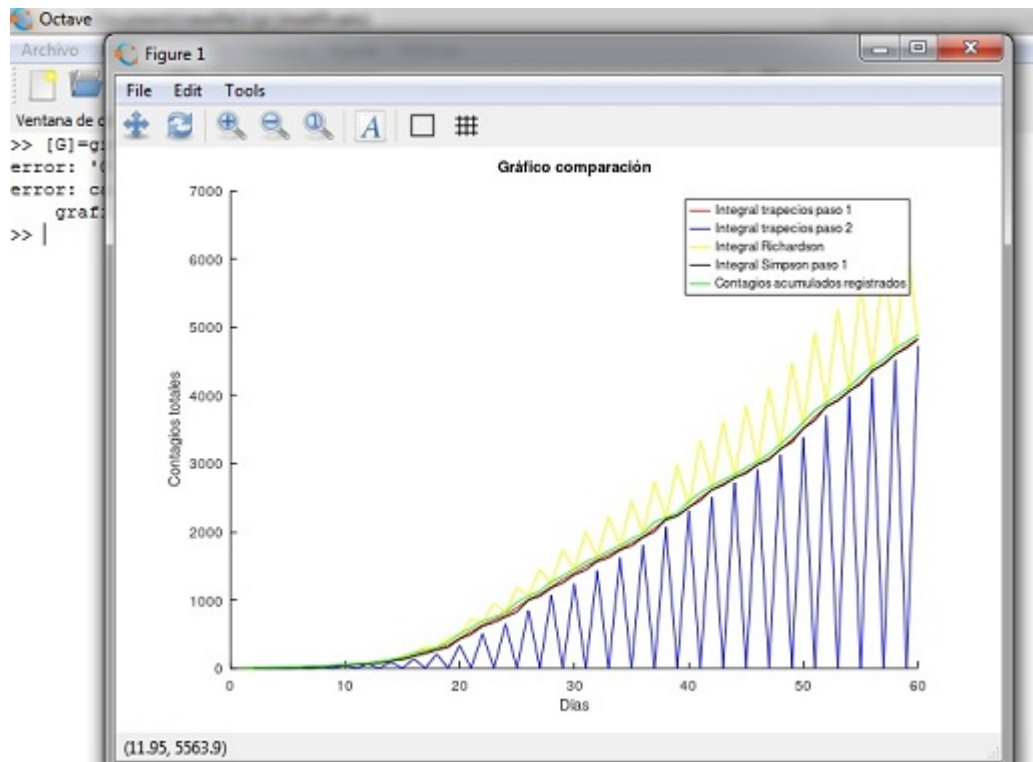 Octave
Archivo
Figure 1
File Edit Tools
Ventana de
>> [G]=g
error: '
error: c
graf
>>
Gráfico comparación
7000
6000
5000
4000
3000
2000
1000
0
Contagios totales
Integral trapecios paso 1
Integral trapecios paso 2
Integral Richardson
Integral Simpson paso 1
Contagios acumulados registrados
0 10 20 30 40 50 60
Días
(11.95, 5563.9)